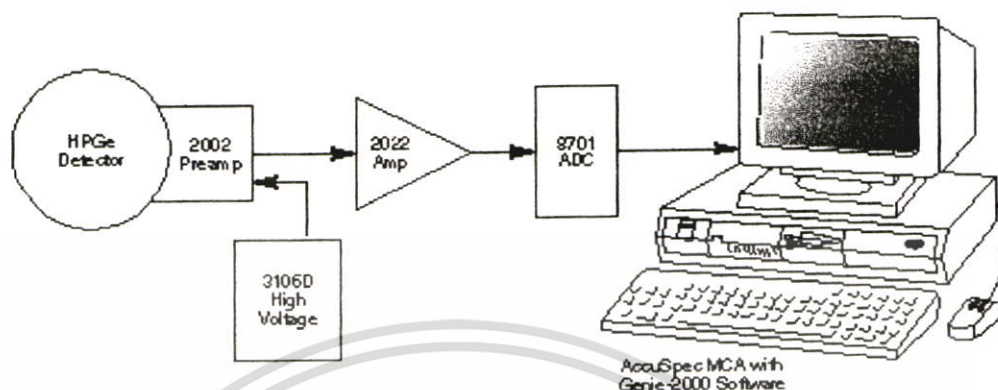 HPGe
Detector
2002
Preamp
2022
Amp
8701
ADC
3106D
High
Voltage
AccuSpec MCA with
Genie-2000 Software